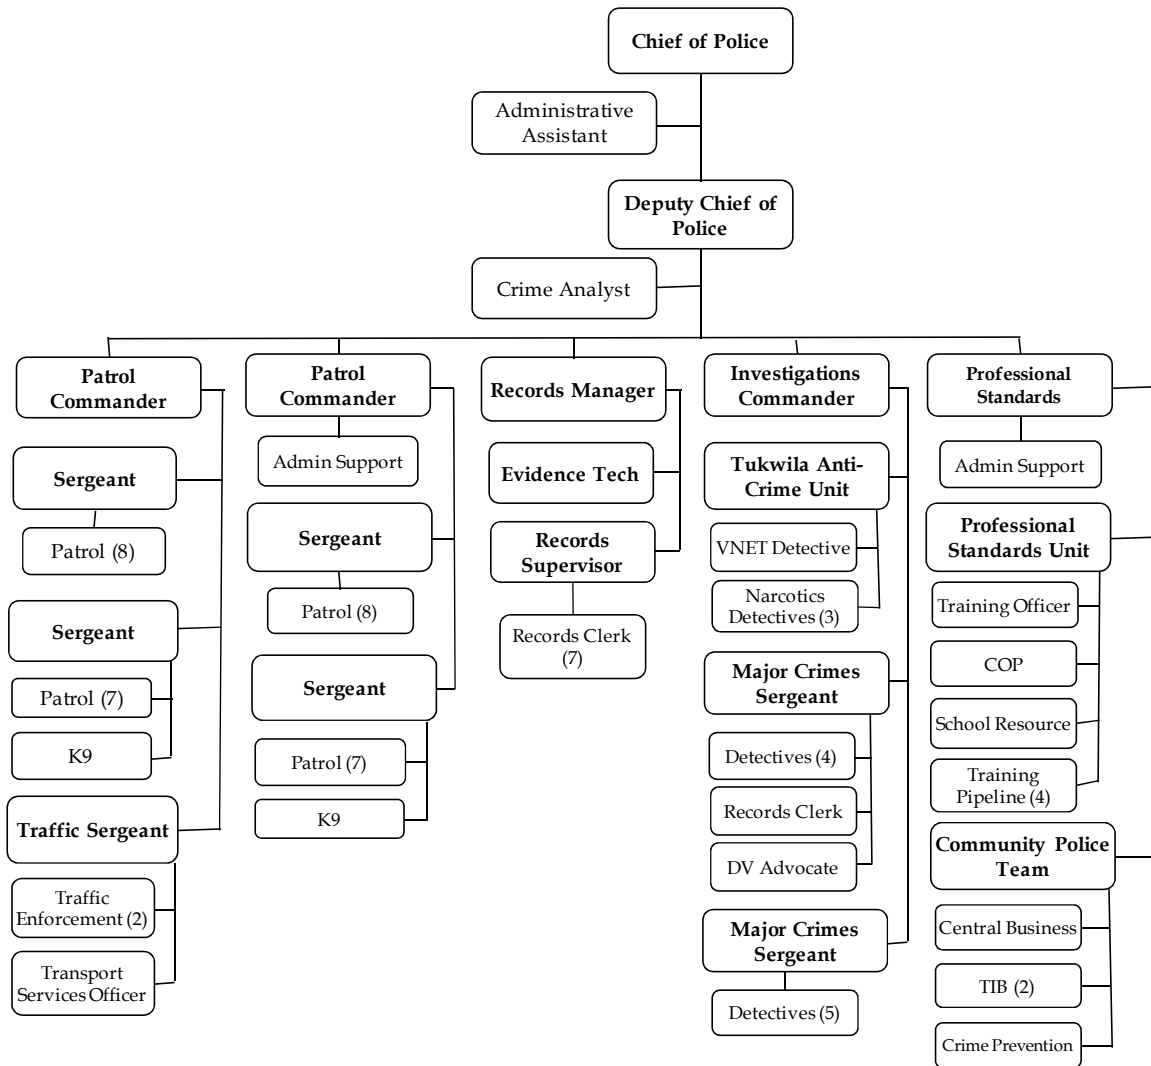 Chief of Police
Administrative
Assistant
Deputy Chief of
Police
Crime Analyst
Patrol
Commander
Sergeant
Patrol (8)
Sergeant
Patrol (7)
K9
Traffic Sergeant
Traffic
Enforcement (2)
Transport
Services Officer
Patrol
Commander
Admin Support
Sergeant
Patrol (8)
Sergeant
Patrol (7)
K9
Records Manager
Evidence Tech
Records
Supervisor
Records Clerk
(7)
Investigations
Commander
Tukwila Anti-
Crime Unit
VNET Detective
Narcotics
Detectives (3)
Major Crimes
Sergeant
Detectives (4)
Records Clerk
DV Advocate
Major Crimes
Sergeant
Detectives (5)
Professional
Standards
Admin Support
Professional
Standards Unit
Training Officer
COP
School Resource
Training
Pipeline (4)
Community Police
Team
Central Business
TIB (2)
Crime Prevention